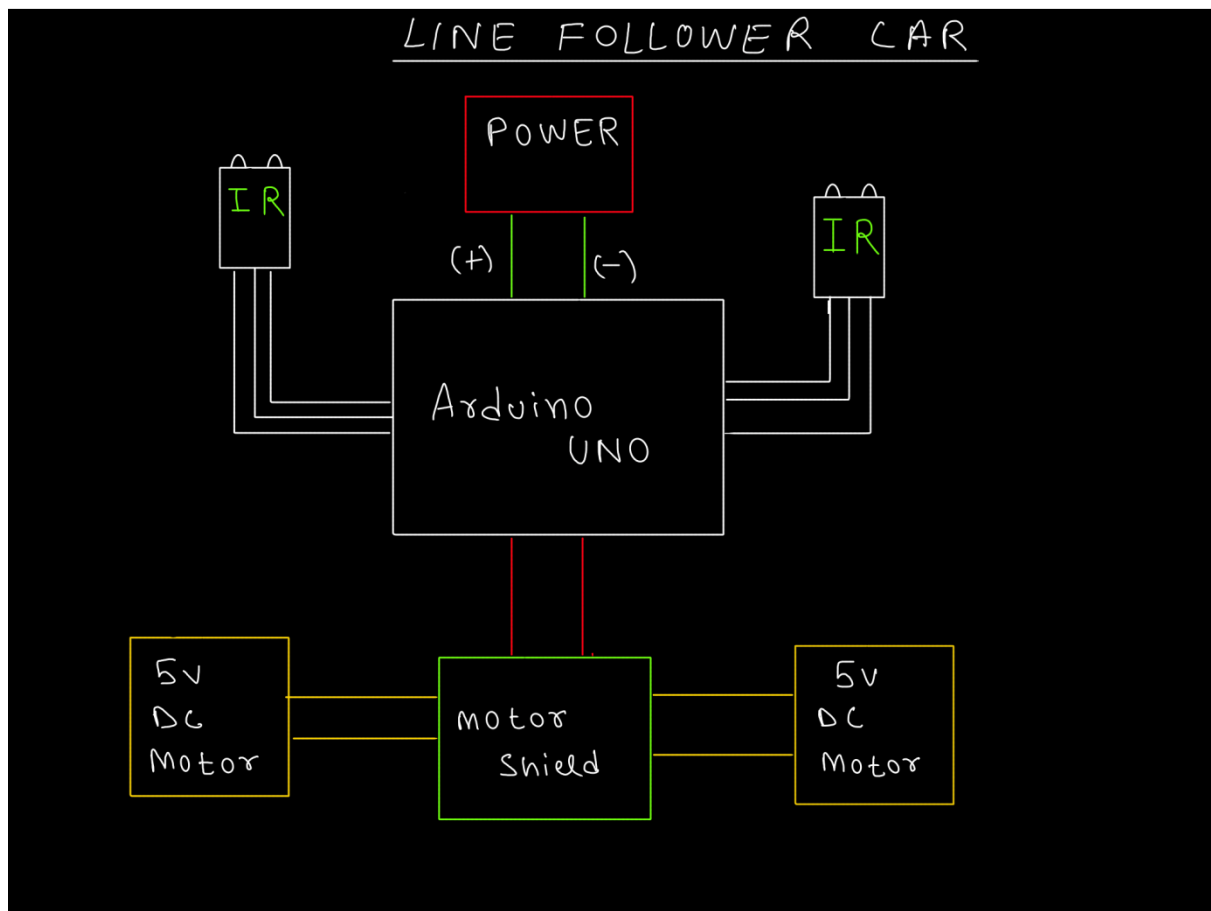 LINE FOLLOWER CAR
POWER
IR
IR
(+)
(-)
Arduino
UNO
5V
DC
Motor
motor
Shield
5V
DC
Motor